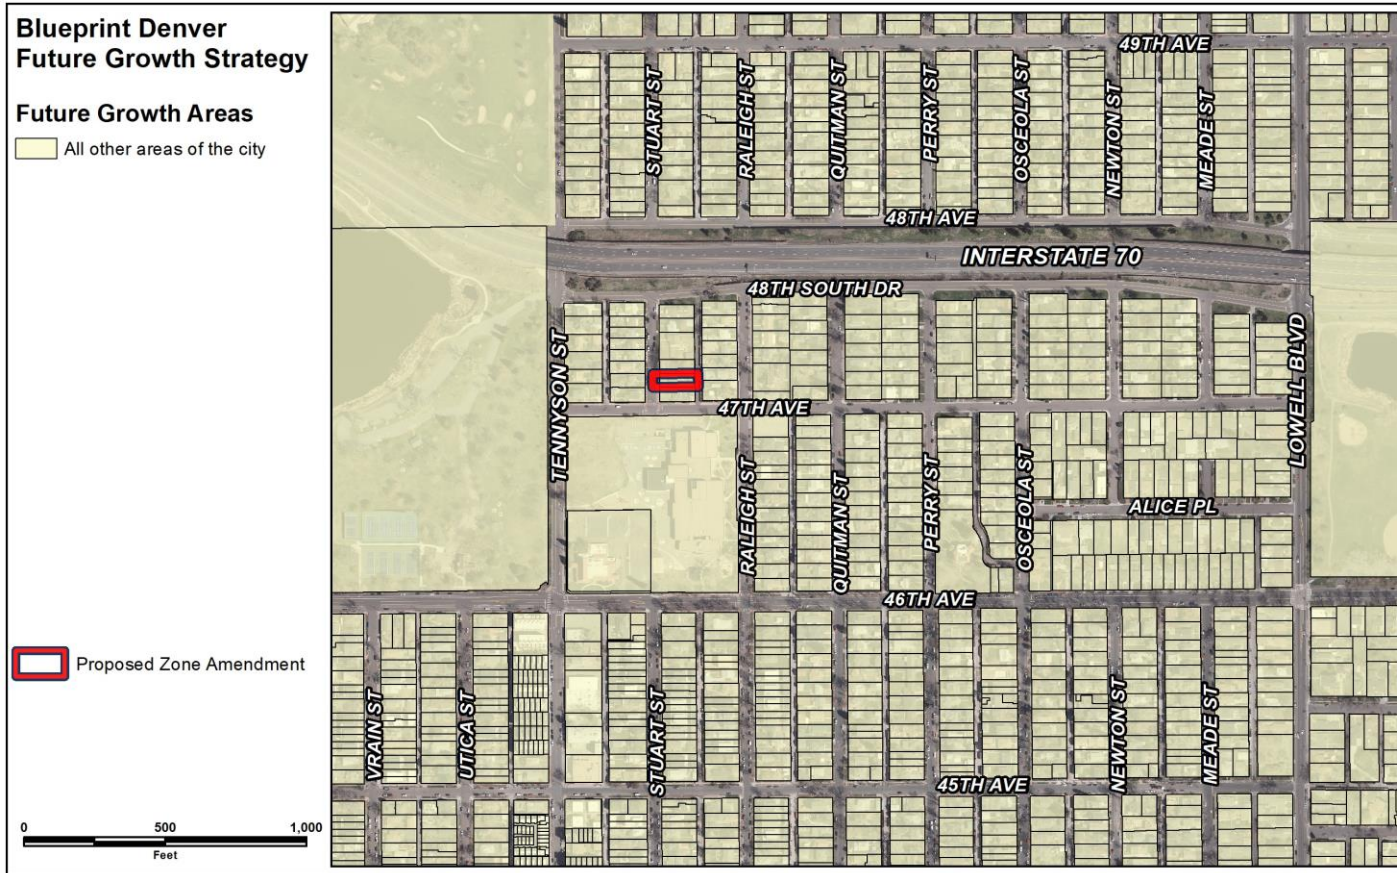 Blueprint Denver
Future Growth Strategy
Future Growth Areas
All other areas of the city
Proposed Zone Amendment
0 500 1,000
Feet
49TH AVE
STUART ST
RALEIGH ST
QUITMAN ST
PERRY ST
OSCEOLA ST
NEWTON ST
MEADE ST
48TH AVE
INTERSTATE 70
48TH SOUTH DR
TENNYSON ST
LOWELL BLVD
47TH AVE
RALEIGH ST
QUITMAN ST
PERRY ST
OSCEOLA ST
ALICE PL
46TH AVE
VRAIN ST
UTICA ST
STUART ST
NEWTON ST
MEADE ST
45TH AVE